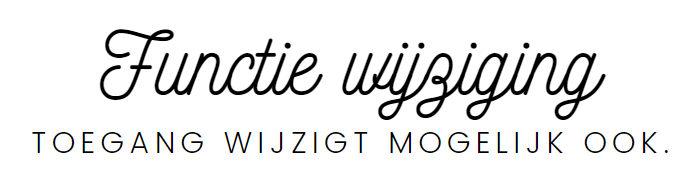 Functie wijziging
TOEGANG WIJZIGT MOGELIJK OOK.